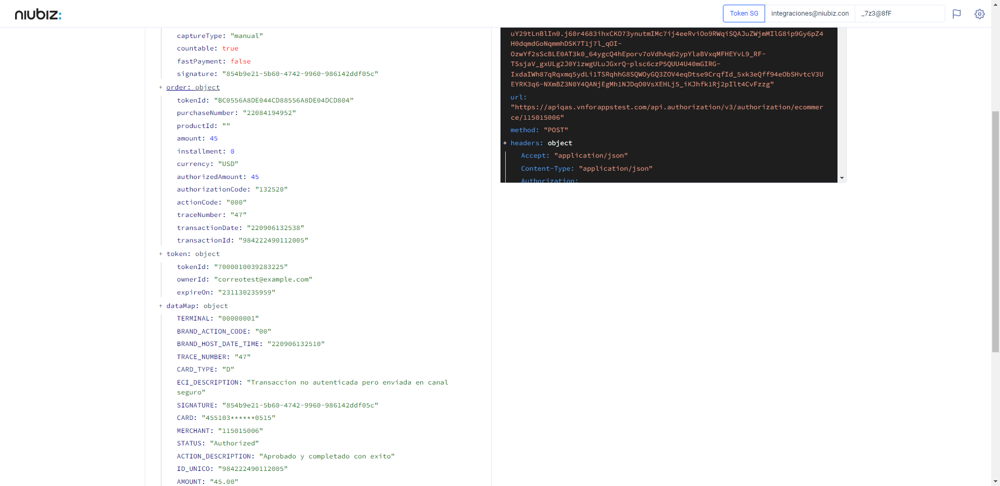 niubiz:
Token SG
integraciones@niubiz.con
_7z3@8fF
captureType: "manual"
countable: true
fastPayment: false
signature: "854b9e21-5b60-4742-9960-986142ddf05c"
+ order: object
tokenId: "BC0556A8DE044CD88556A8DE04DCD804"
purchaseNumber: "22084194952"
productId: ""
amount: 45
installment: 0
currency: "USD"
authorizedAmount: 45
authorizationCode: "132520"
actionCode: "000"
traceNumber: "47"
transactionDate: "220906132538"
transactionId: "984222490112005"
+ token: object
tokenId: "7000010039283225"
ownerId: "correotest@example.com"
expireOn: "231130235959"
+ dataMap: object
TERMINAL: "00000001"
BRAND_ACTION_CODE: "00"
BRAND_HOST_DATE_TIME: "220906132510"
TRACE_NUMBER: "47"
CARD_TYPE: "D"
ECI_DESCRIPTION: "Transaccion no autenticada pero enviada en canal
seguro"
SIGNATURE: "854b9e21-5b60-4742-9960-986142ddf05c"
CARD: "455103******0515"
MERCHANT: "115015006"
STATUS: "Authorized"
ACTION_DESCRIPTION: "Aprobado y completado con exito"
ID_UNICO: "984222490112005"
AMOUNT: "45.00"
uY29tLnBlIn0.j60r4683ihxCKO73ynutmIMc7ij4eeRviOo9RWqiSQAJuZWjmMIlG8ip9Gy6pZ4
H0dqmdGoNqmmhDSK7T1j7l_qOI-
OzwYf2sScBLE0AT3k0_64ygcQ4hEporv7oVdhAq62ypYlaBVxqMFHEYvL9_RF-
TSsjaV_gxULg2J0Y1zwgULuJGxrQ-plsc6czP5QUU4U40mGIRG-
IxdaIWh87qRqxmq5ydLi1TSRqhhG8SQWOyGQ3ZOV4eqDtse9CrqfId_5xk3eQff94eObSHvtcV3U
EYRK3q6-NXmBZ3N0Y4QANjEgMh1NJDqO0VsXEHLj5_iKJhfk1Rj2pIlt4CvFzzg"
url:
"https://apiqas.vnforappstest.com/api.authorization/v3/authorization/ecommer
ce/115015006"
method: "POST"
+ headers: object
Accept: "application/json"
Content-Type: "application/json"
Authorization: